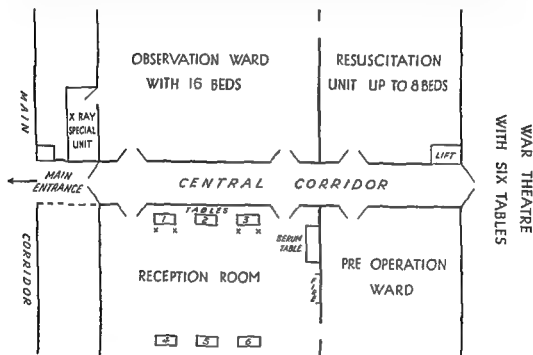 OBSERVATION WARD
WITH 16 BEDS
RESUSCITATION
UNIT UP TO 8 BEDS
MAIN
X RAY
SPECIAL
UNIT
LIFT
WAR THEATRE
WITH SIX TABLES
MAIN
ENTRANCE
CENTRAL CORRIDOR
TABLES
1 2 3
x x x x
SERUM
TABLE
CORRIDOR
RECEPTION ROOM
PRE OPERATION
WARD
4 5 6